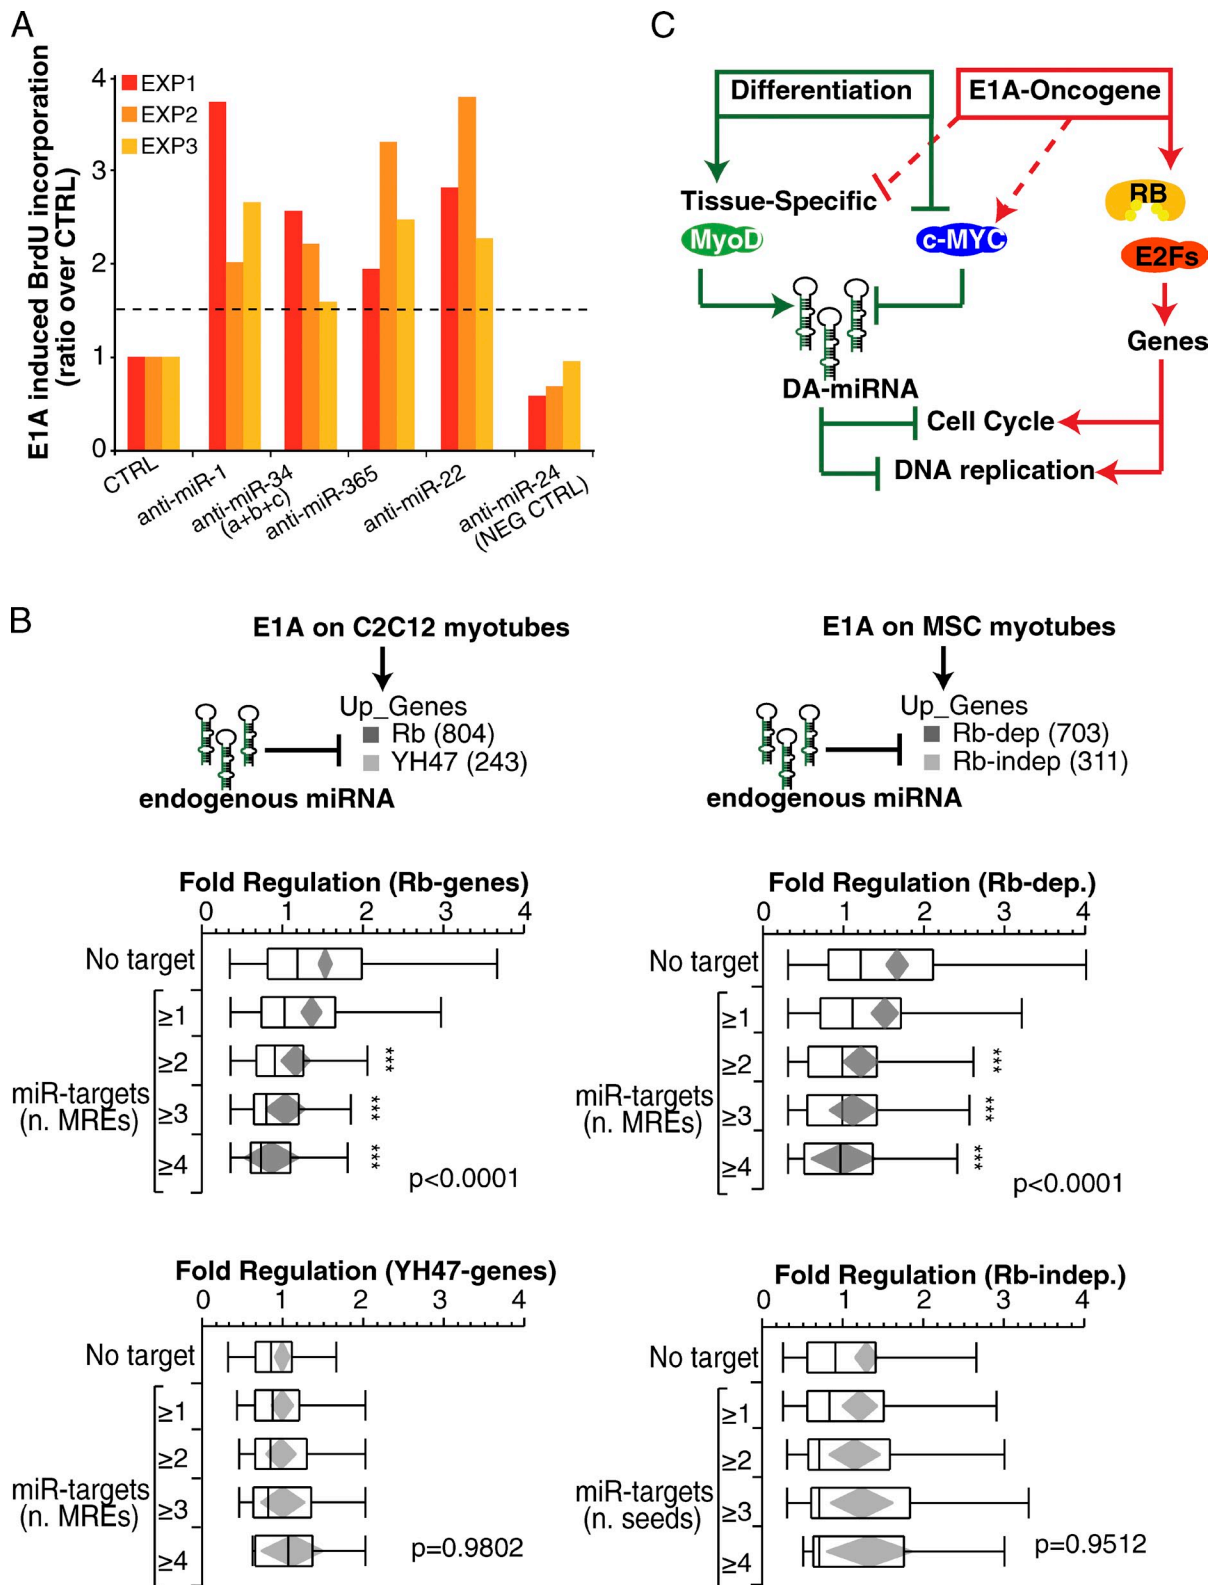 A
E1A induced BrdU incorporation
(ratio over CTRL)
4
3
2
1
0
EXP1
EXP2
EXP3
CTRL
anti-miR-1
anti-miR-34
(a+b+c)
anti-miR-365
anti-miR-22
anti-miR-24
(NEG CTRL)
C
Differentiation
E1A-Oncogene
Tissue-Specific
MyoD
c-MYC
RB
E2Fs
Genes
DA-miRNA
Cell Cycle
DNA replication
B
E1A on C2C12 myotubes
Up_Genes
Rb (804)
YH47 (243)
endogenous miRNA
E1A on MSC myotubes
Up_Genes
Rb-dep (703)
Rb-indep (311)
endogenous miRNA
Fold Regulation (Rb-genes)
0 1 2 3 4
No target
≥1
≥2 ***
miR-targets
(n. MREs)
≥3 ***
≥4 ***
p<0.0001
Fold Regulation (Rb-dep.)
0 1 2 3 4
No target
≥1
≥2 ***
miR-targets
(n. MREs)
≥3 ***
≥4 ***
p<0.0001
Fold Regulation (YH47-genes)
0 1 2 3 4
No target
≥1
≥2
miR-targets
(n. MREs)
≥3
≥4
p=0.9802
Fold Regulation (Rb-indep.)
0 1 2 3 4
No target
≥1
≥2
miR-targets
(n. seeds)
≥3
≥4
p=0.9512